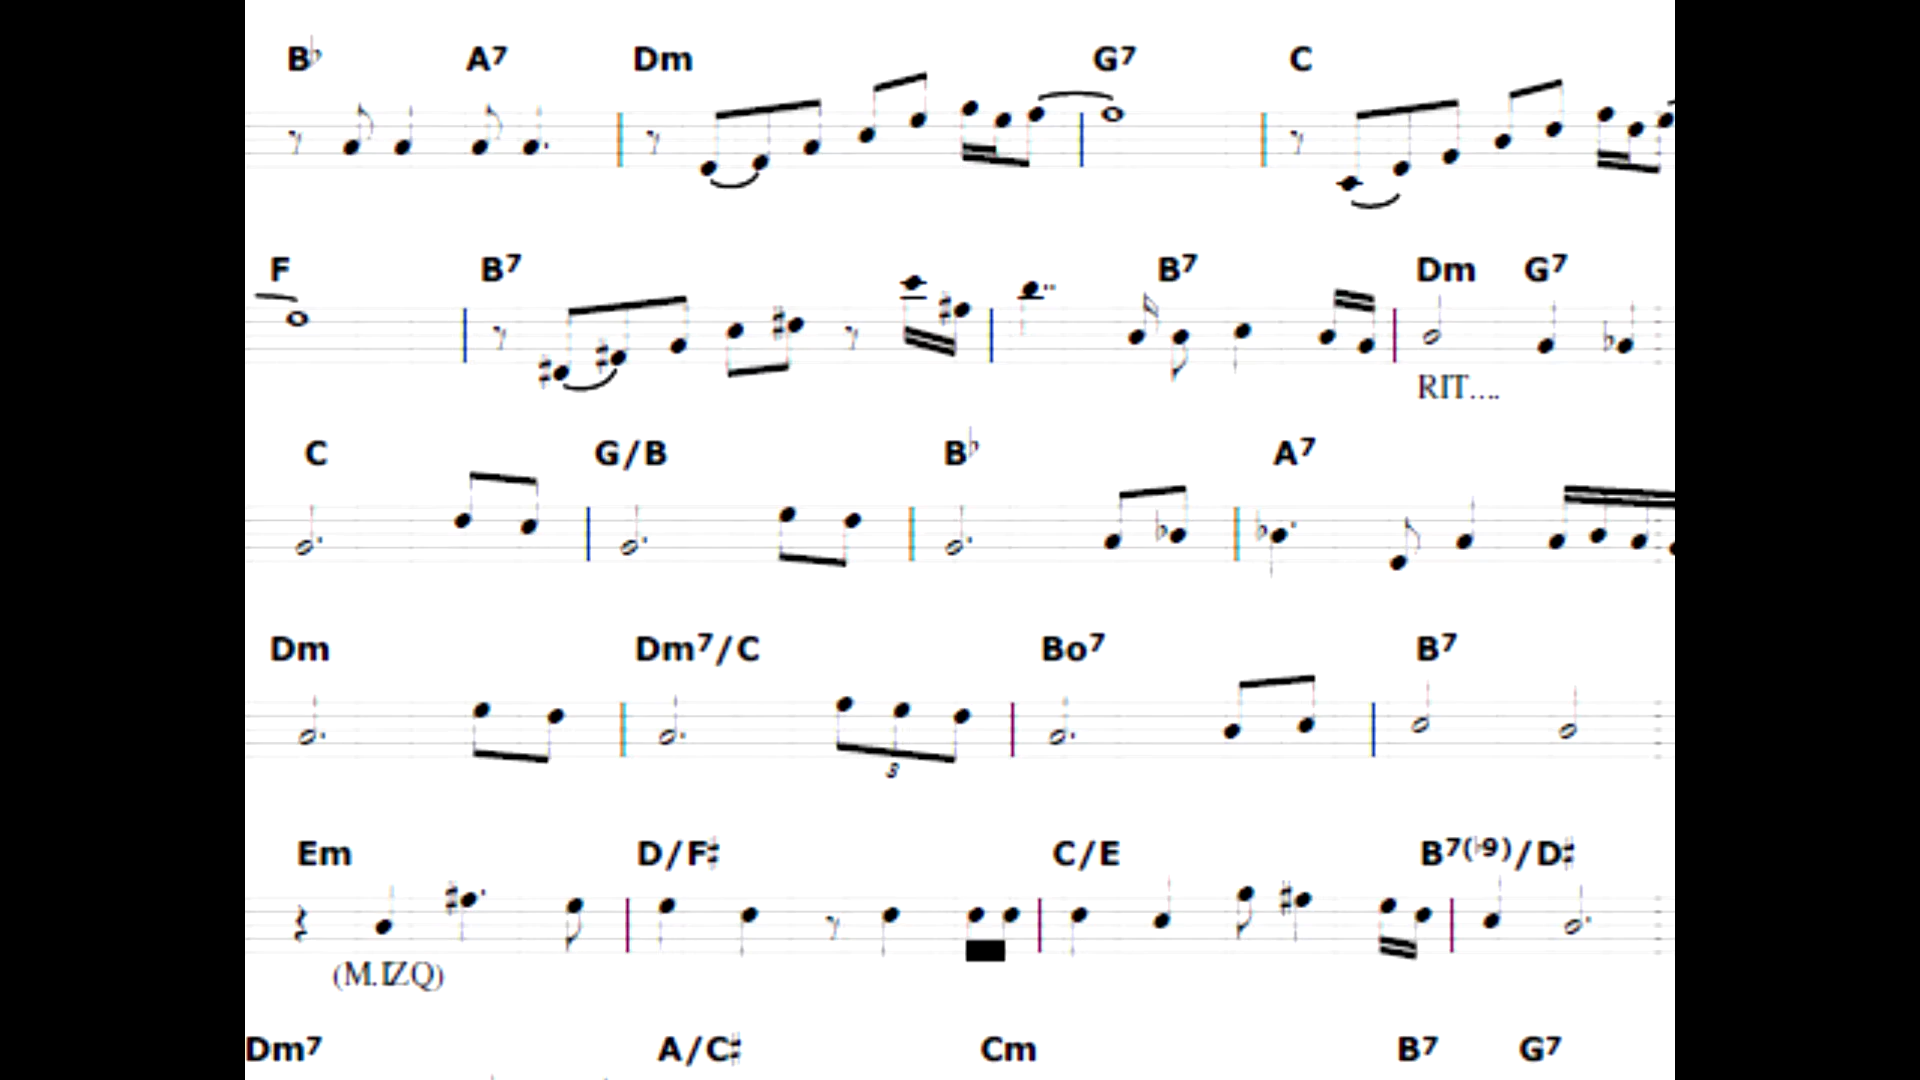 B♭ A7 Dm G7 C
F B7 B7 Dm G7
RIT....
C G/B B♭ A7
Dm Dm7/C Bo7 B7
3
Em D/F♯ C/E B7(♭9)/D♯
(M.IZQ)
Dm7 A/C♯ Cm B7 G7